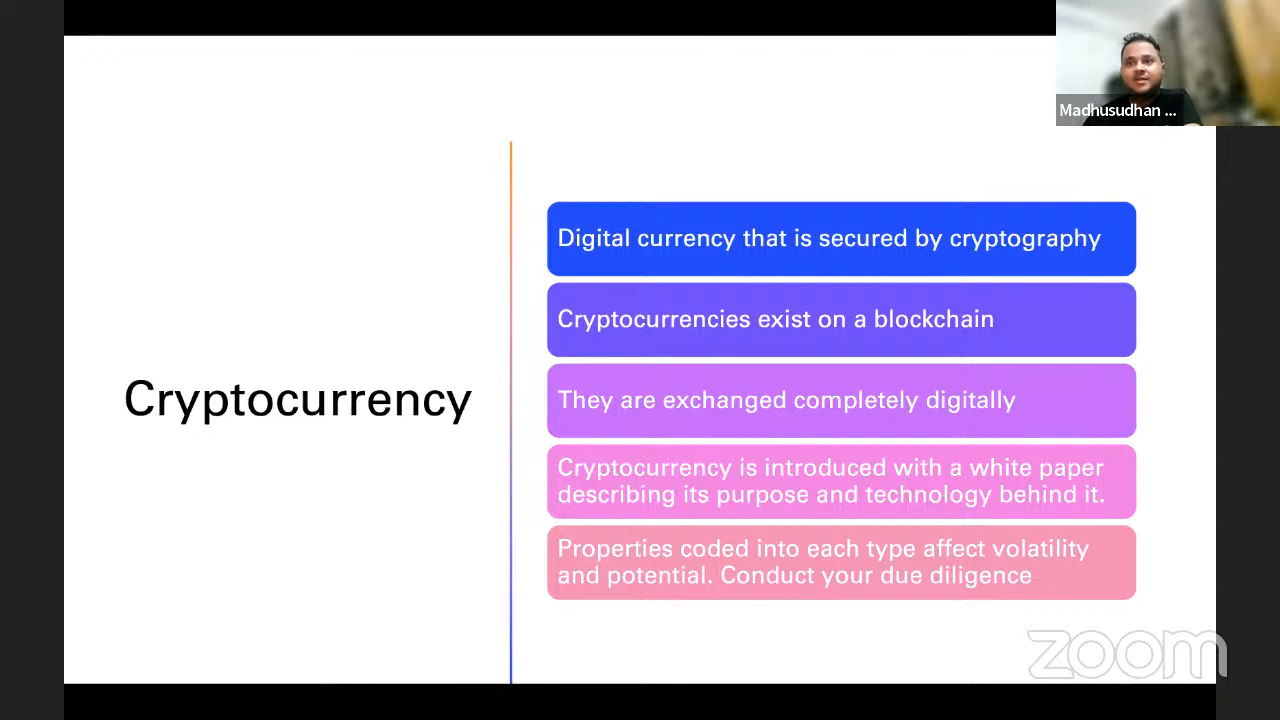 Madhusudhan ...
Digital currency that is secured by cryptography
Cryptocurrencies exist on a blockchain
Cryptocurrency
They are exchanged completely digitally
Cryptocurrency is introduced with a white paper
describing its purpose and technology behind it.
Properties coded into each type affect volatility
and potential. Conduct your due diligence
zoom